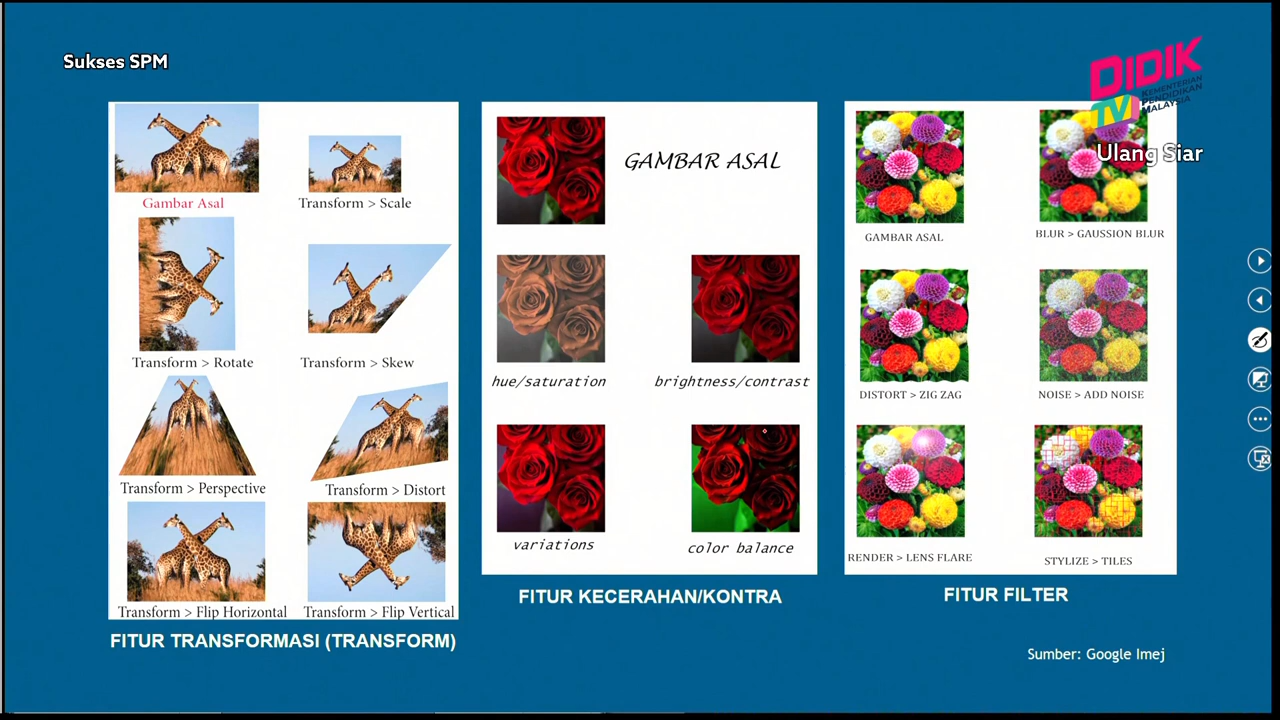 Sukses SPM
DIDIK
TV
KEMENTERIAN
PENDIDIKAN
MALAYSIA
Ulang Siar
Gambar Asal
Transform > Scale
Transform > Rotate
Transform > Skew
Transform > Perspective
Transform > Distort
Transform > Flip Horizontal
Transform > Flip Vertical
FITUR TRANSFORMASI (TRANSFORM)
GAMBAR ASAL
hue/saturation
brightness/contrast
variations
color balance
FITUR KECERAHAN/KONTRA
GAMBAR ASAL
BLUR > GAUSSION BLUR
DISTORT > ZIG ZAG
NOISE > ADD NOISE
RENDER > LENS FLARE
STYLIZE > TILES
FITUR FILTER
Sumber: Google Imej